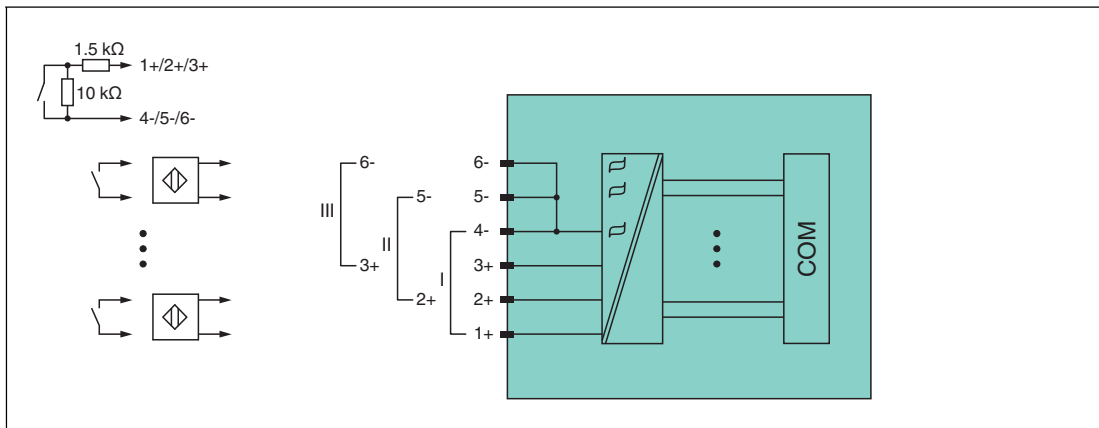 1.5 kΩ
1+/2+/3+
10 kΩ
4-/5-/6-
6-
6-
5-
5-
III
4-
II
3+
3+
I
2+
2+
1+
COM